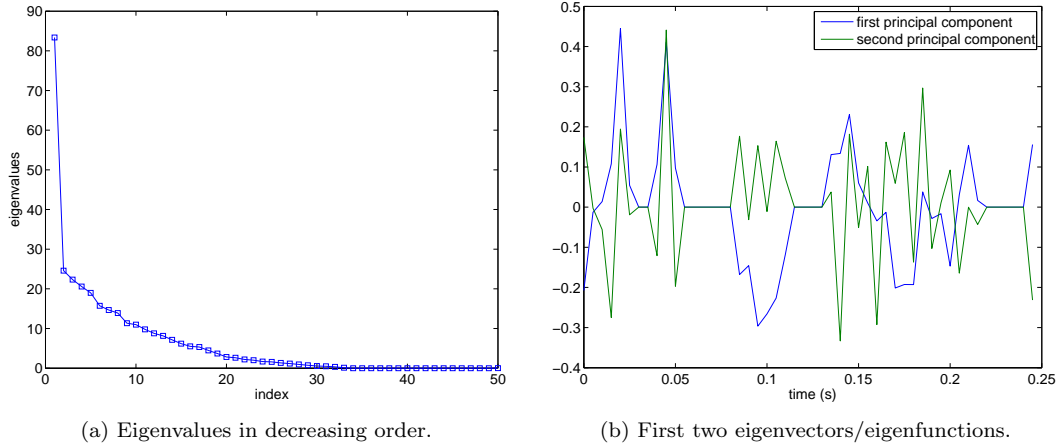 90
80
70
60
50
40
30
20
10
0
eigenvalues
0 10 20 30 40 50
index
(a) Eigenvalues in decreasing order.
0.5
0.4
0.3
0.2
0.1
0
-0.1
-0.2
-0.3
-0.4
first principal component
second principal component
0 0.05 0.1 0.15 0.2 0.25
time (s)
(b) First two eigenvectors/eigenfunctions.